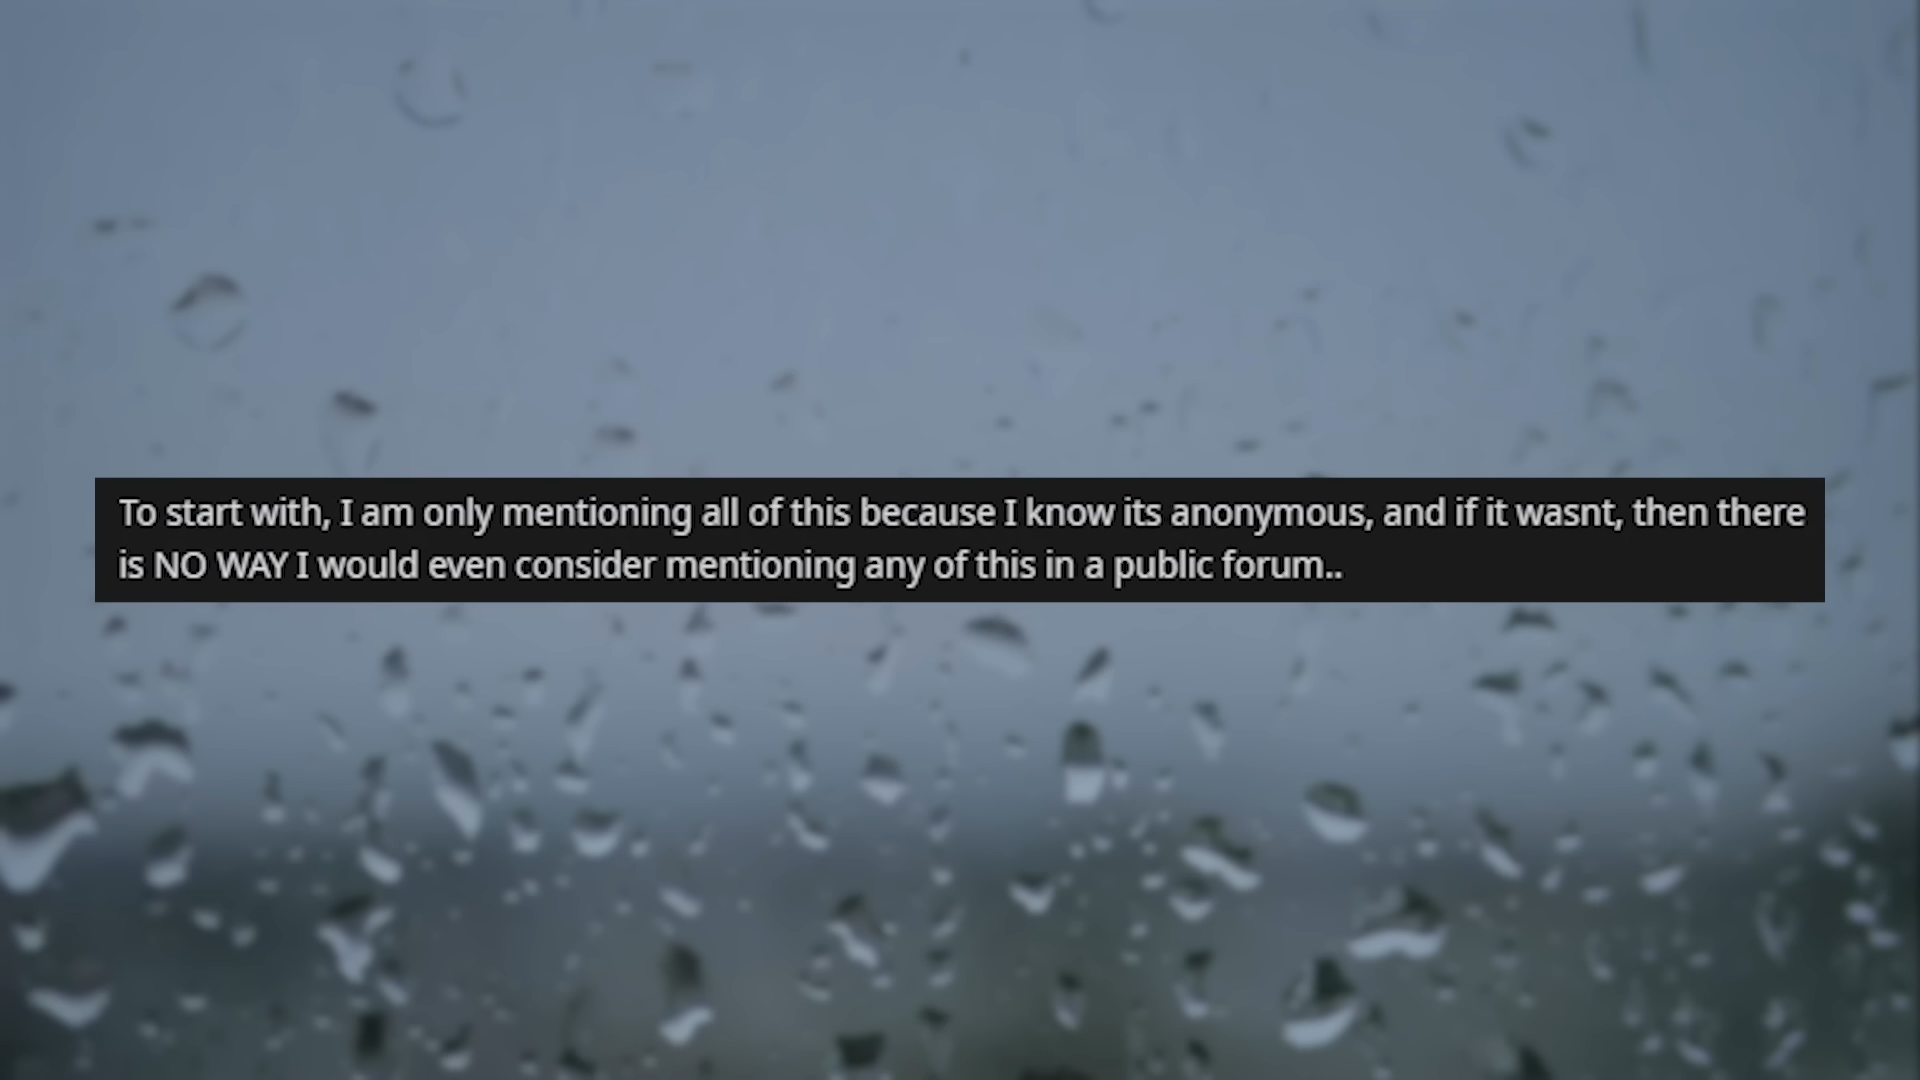 To start with, I am only mentioning all of this because I know its anonymous, and if it wasnt, then there
is NO WAY I would even consider mentioning any of this in a public forum..